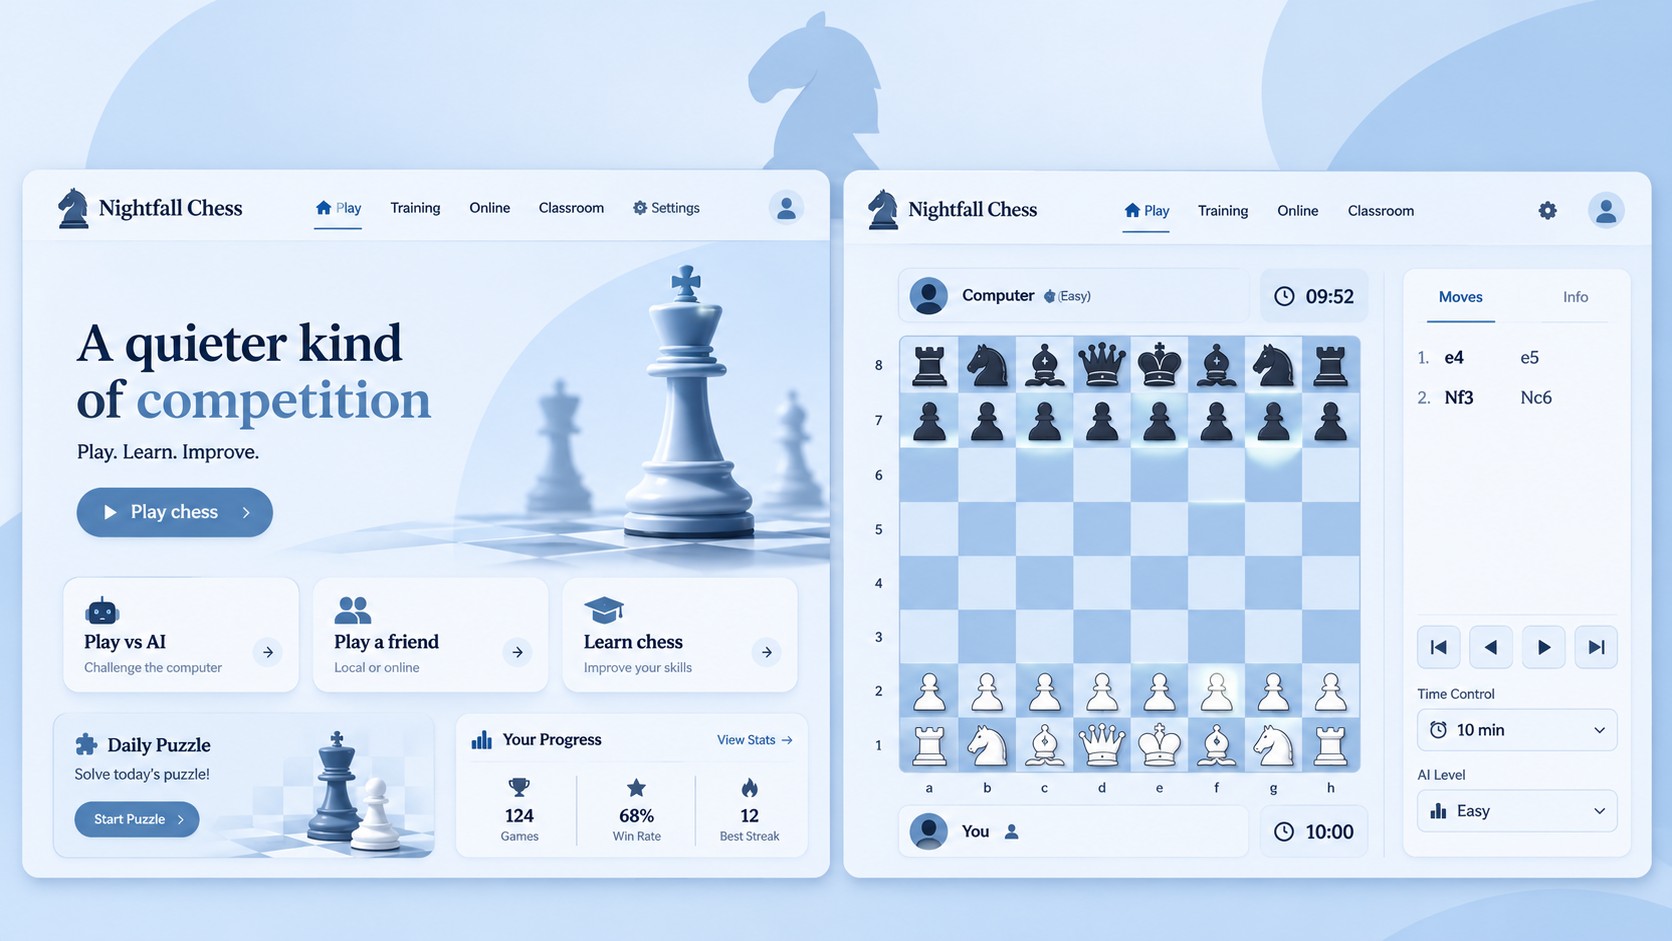 Nightfall Chess
Play
Training
Online
Classroom
Settings
A quieter kind
of competition
Play. Learn. Improve.
Play chess
Play vs AI
Challenge the computer
Play a friend
Local or online
Learn chess
Improve your skills
Daily Puzzle
Solve today's puzzle!
Start Puzzle
Your Progress
View Stats
124
Games
68%
Win Rate
12
Best Streak
Nightfall Chess
Play
Training
Online
Classroom
Computer (Easy)
09:52
8
7
6
5
4
3
2
1
a b c d e f g h
You
10:00
Moves
Info
1. e4 e5
2. Nf3 Nc6
Time Control
10 min
AI Level
Easy